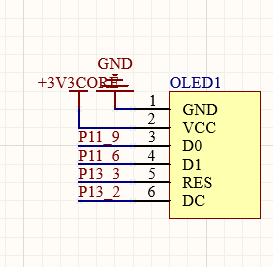 GND
+3V3CORE
OLED1
1 GND
2 VCC
P11_9 3 D0
P11_6 4 D1
P13_3 5 RES
P13_2 6 DC